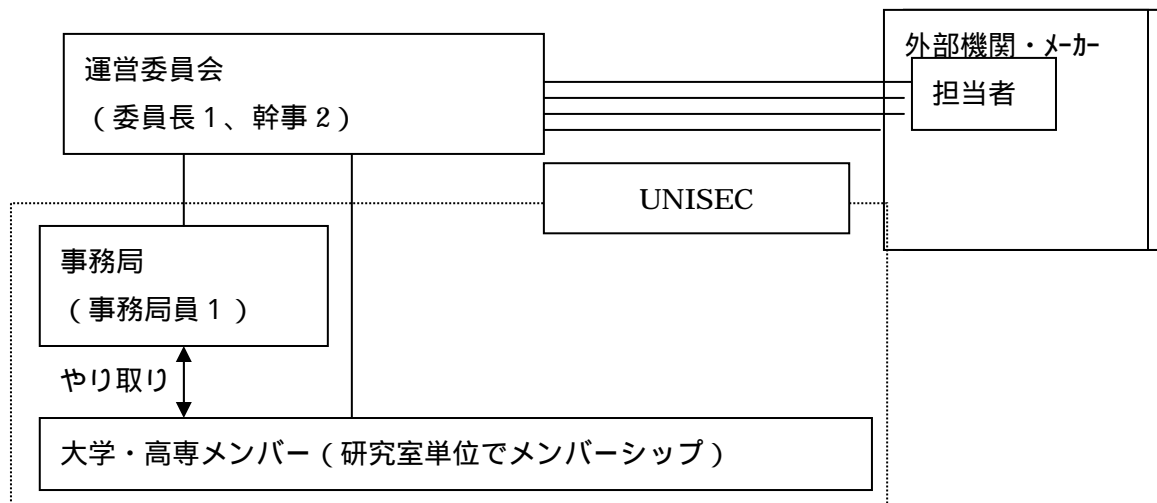 運営委員会
(委員長1、幹事2)
外部機関・ﾒｰｶｰ
担当者
UNISEC
事務局
(事務局員1)
やり取り
大学・高専メンバー(研究室単位でメンバーシップ)